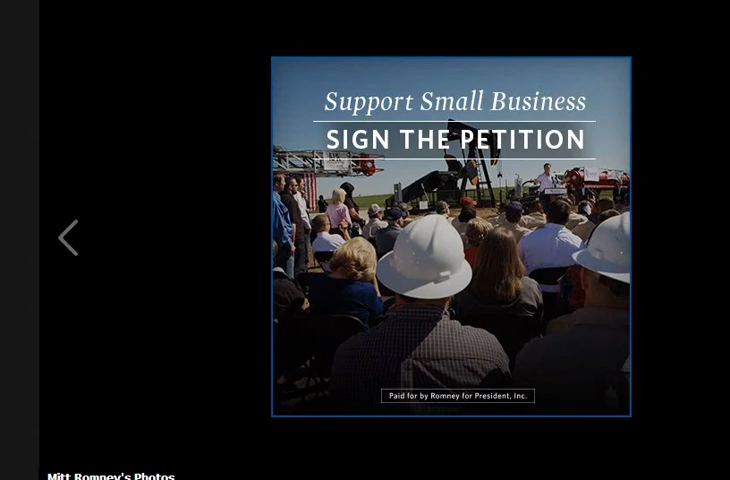 Support Small Business
SIGN THE PETITION
Paid for by Romney for President, Inc.
Mitt Romney's Photos